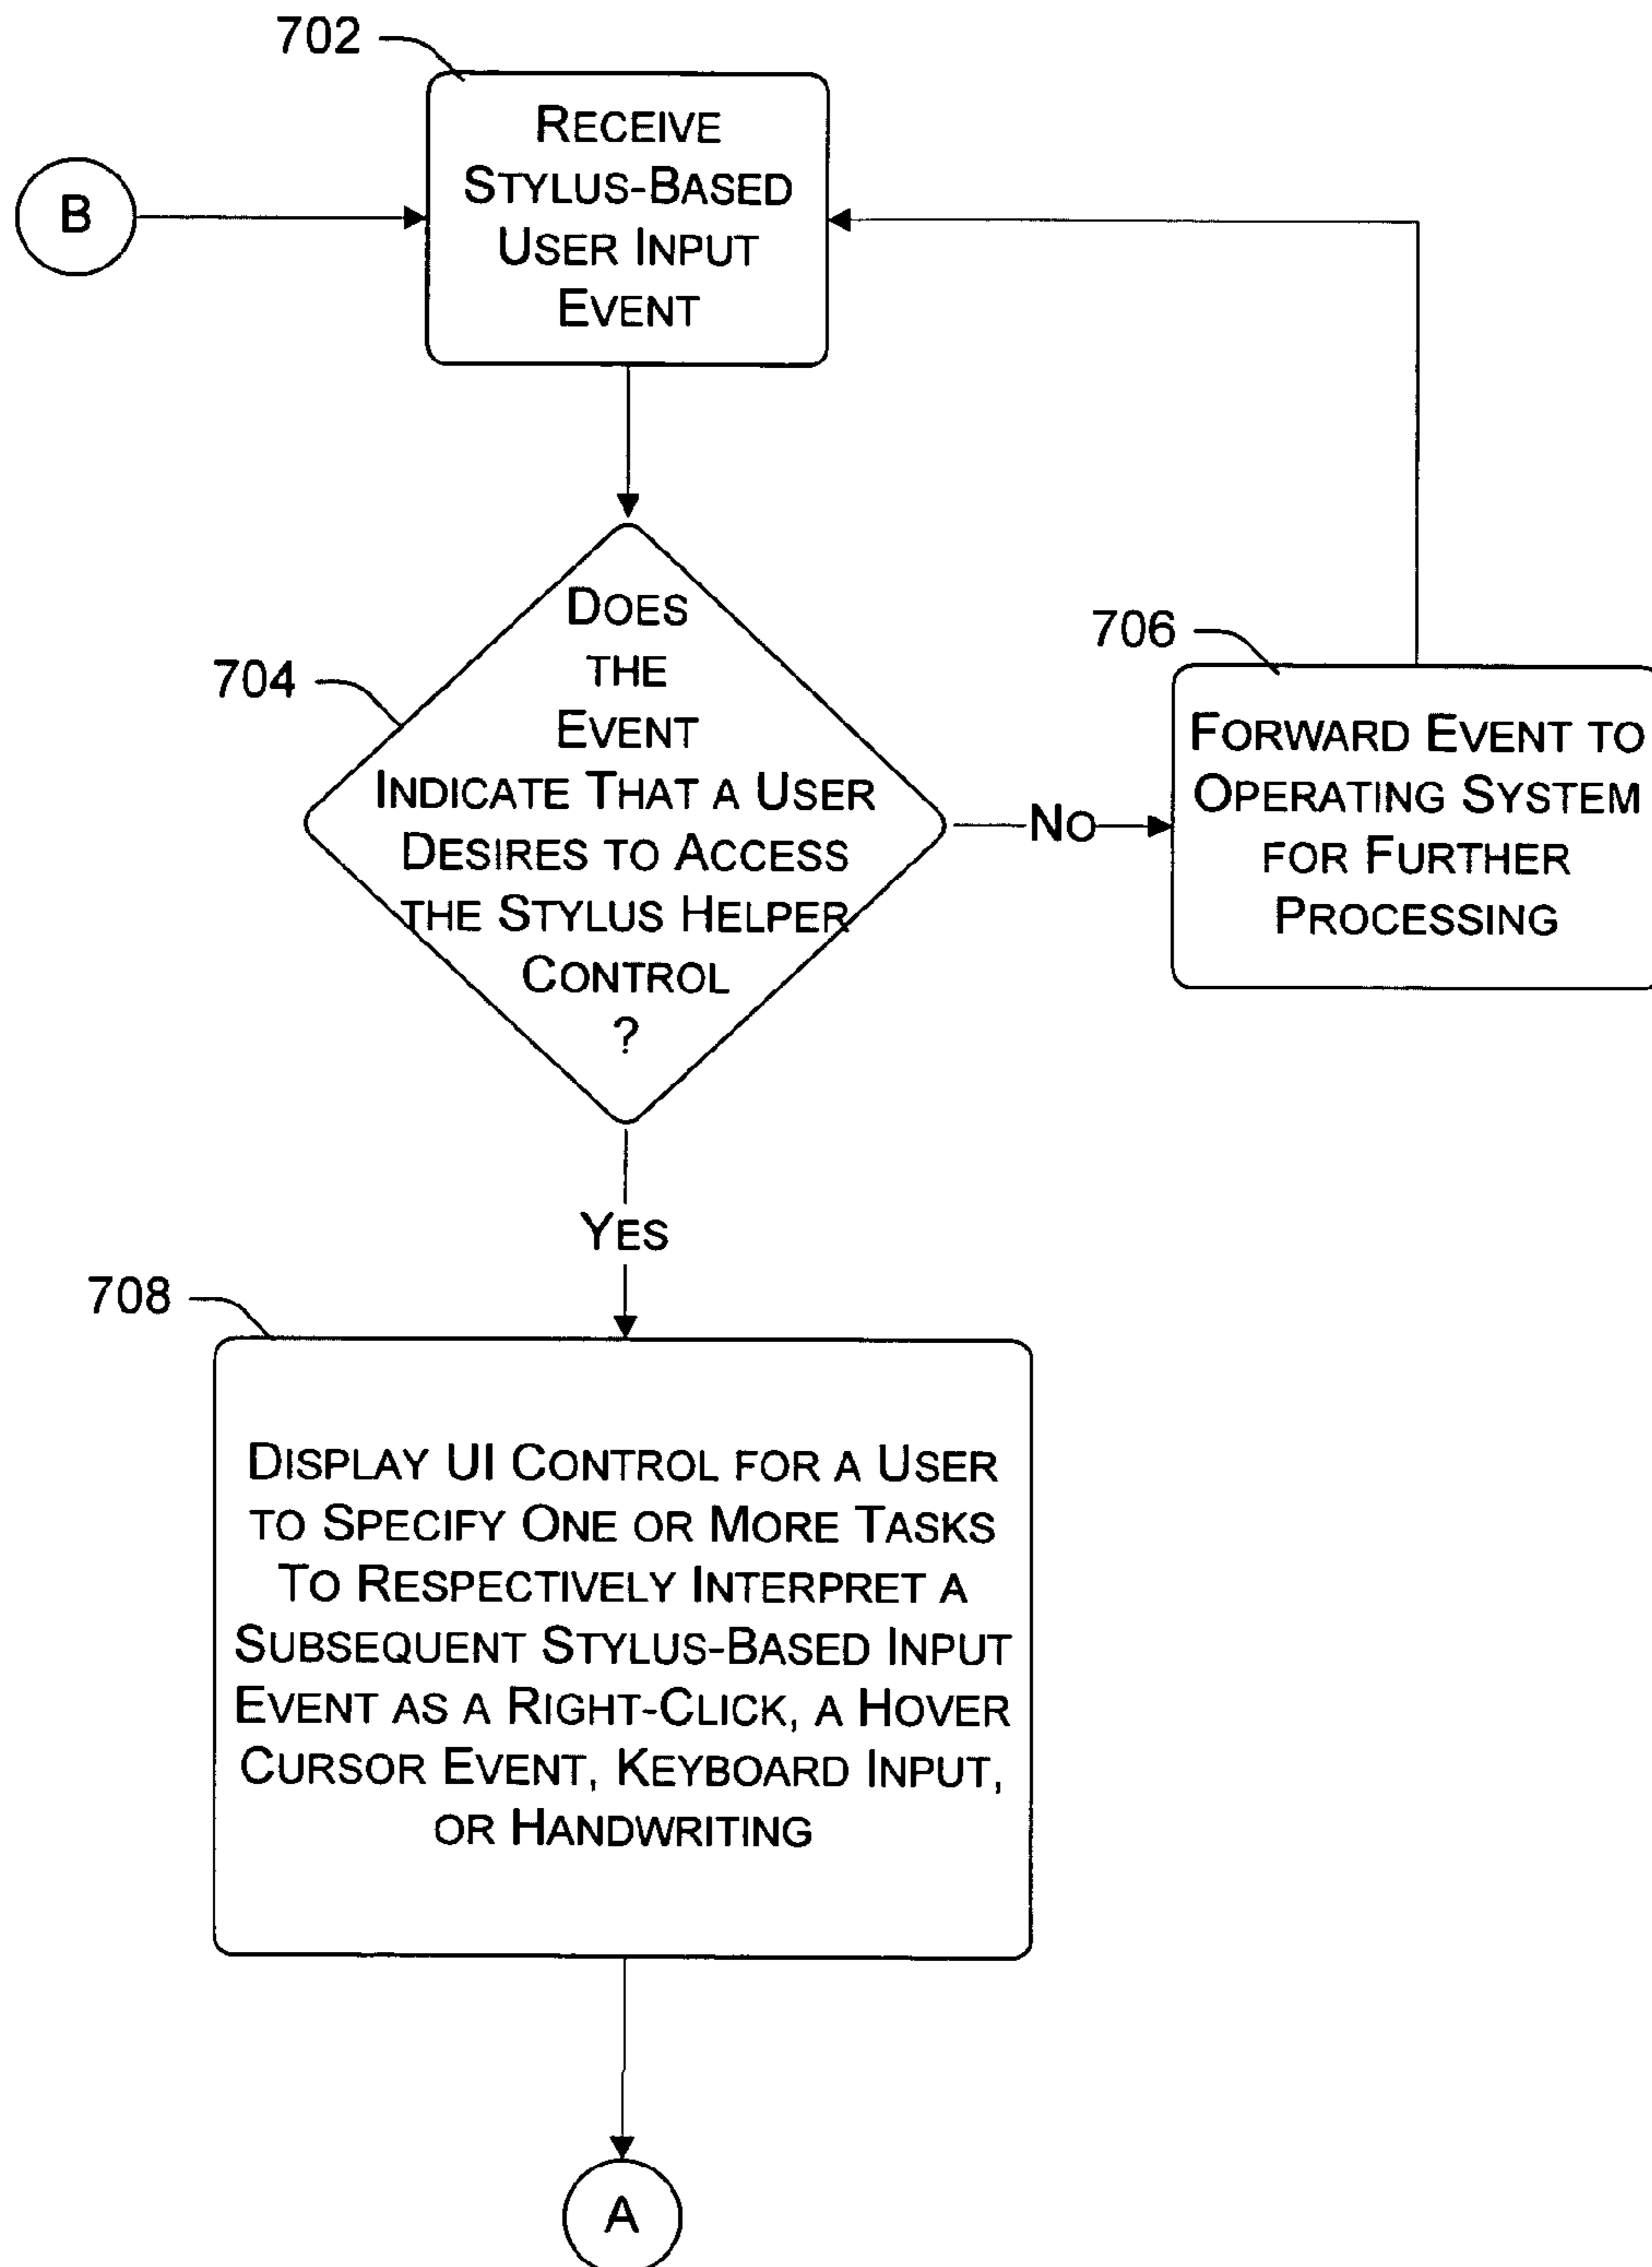 702
RECEIVE
STYLUS-BASED
USER INPUT
EVENT
B
DOES
THE
EVENT
INDICATE THAT A USER
DESIRES TO ACCESS
THE STYLUS HELPER
CONTROL
?
704
NO
706
FORWARD EVENT TO
OPERATING SYSTEM
FOR FURTHER
PROCESSING
YES
708
DISPLAY UI CONTROL FOR A USER
TO SPECIFY ONE OR MORE TASKS
TO RESPECTIVELY INTERPRET A
SUBSEQUENT STYLUS-BASED INPUT
EVENT AS A RIGHT-CLICK, A HOVER
CURSOR EVENT, KEYBOARD INPUT,
OR HANDWRITING
A